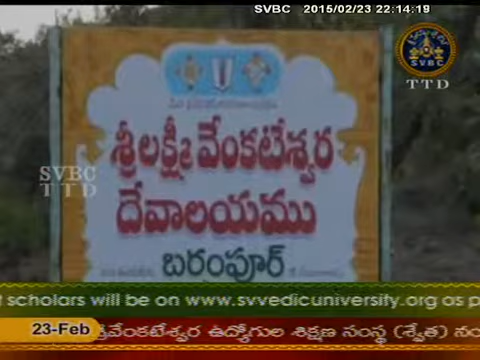 SVBC 2015/02/23 22:14:19
SVBC
TTD
శ్రీలక్ష్మీ వేంకటేశ్వర
SVBC
TTD
దేవాలయము
బరంపూర్
t scholars will be on www.svvedicuniversity.org as p
23-Feb శ్రీవేంకటేశ్వర ఉద్యోగుల శిక్షణ సంస్థ (శ్వేత) నం